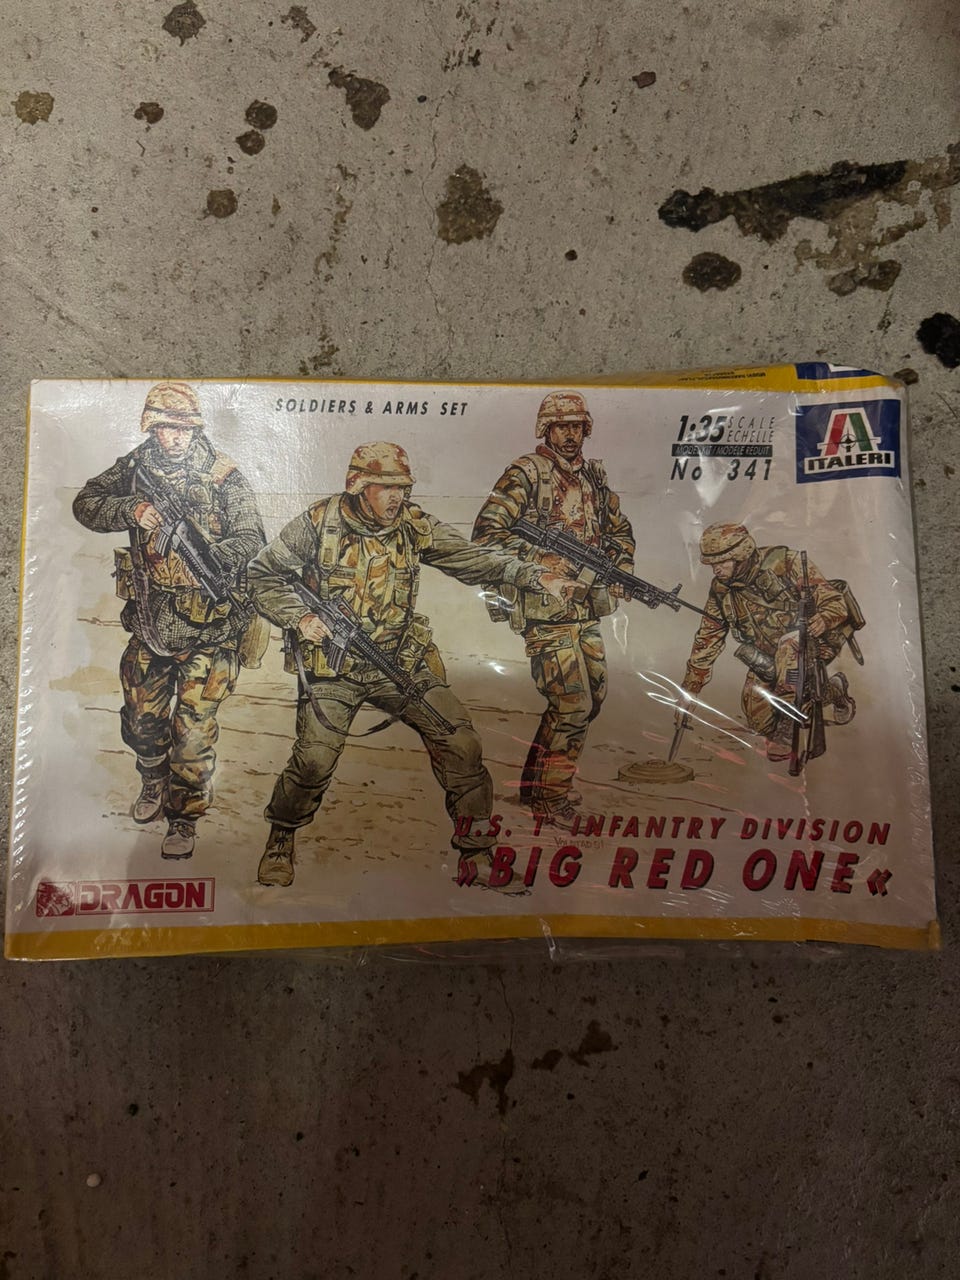 SOLDIERS & ARMS SET
1:35 SCALE
ECHELLE
MODEL KIT / MODELE REDUIT
No 341
ITALERI
U.S. 1st INFANTRY DIVISION
»BIG RED ONE«
DRAGON